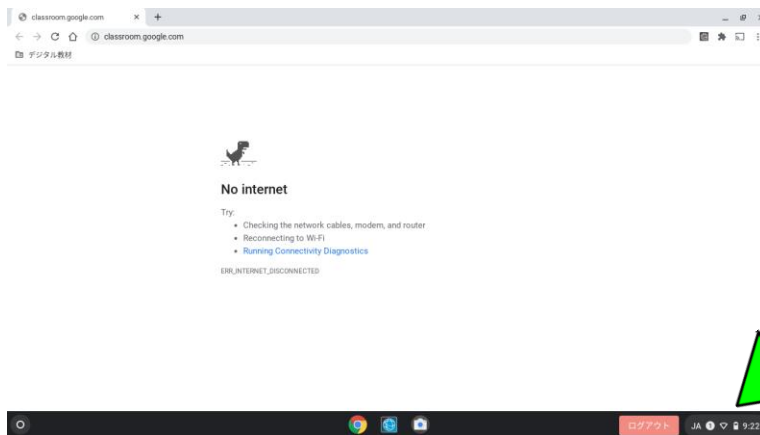 classroom.google.com
classroom.google.com
デジタル教材
No internet
Try:
Checking the network cables, modem, and router
Reconnecting to Wi-Fi
Running Connectivity Diagnostics
ERR_INTERNET_DISCONNECTED
ログアウト JA 1 9:22